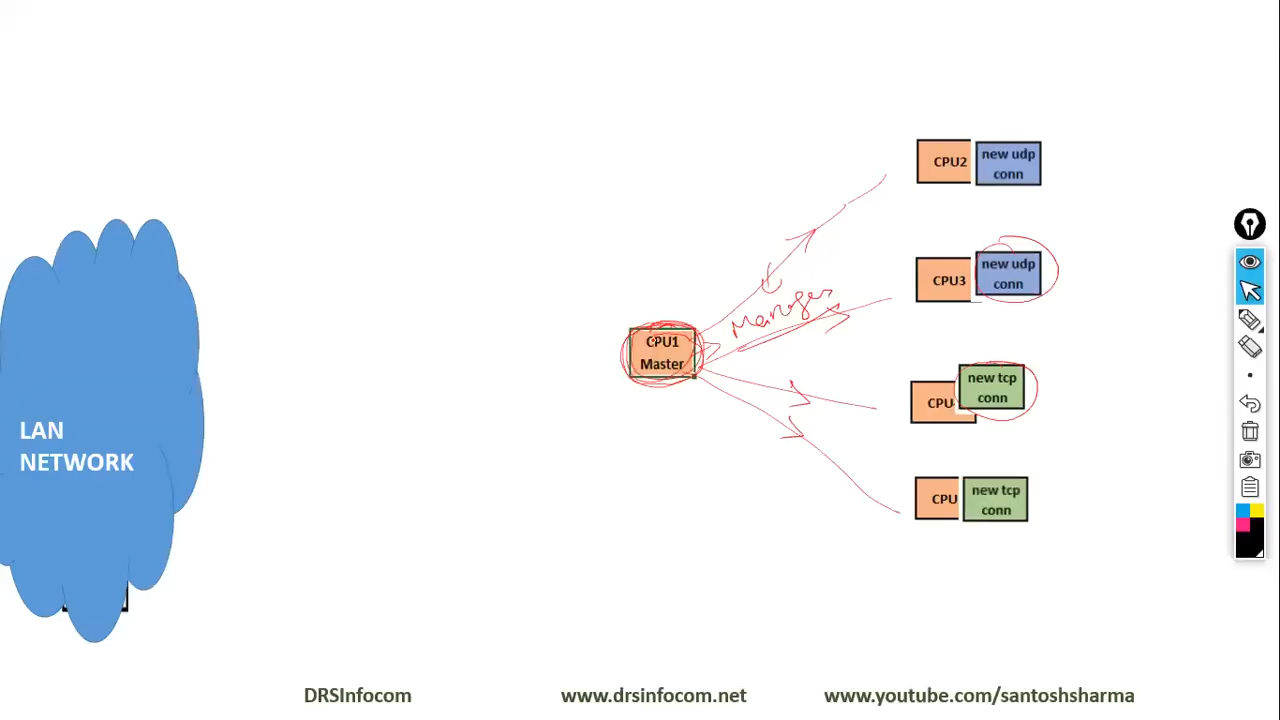 CPU2
new udp
conn
CPU3
new udp
conn
Manager
CPU1
Master
new tcp
conn
CPU
LAN
NETWORK
CPU
new tcp
conn
DRSInfocom
www.drsinfocom.net
www.youtube.com/santoshsharma